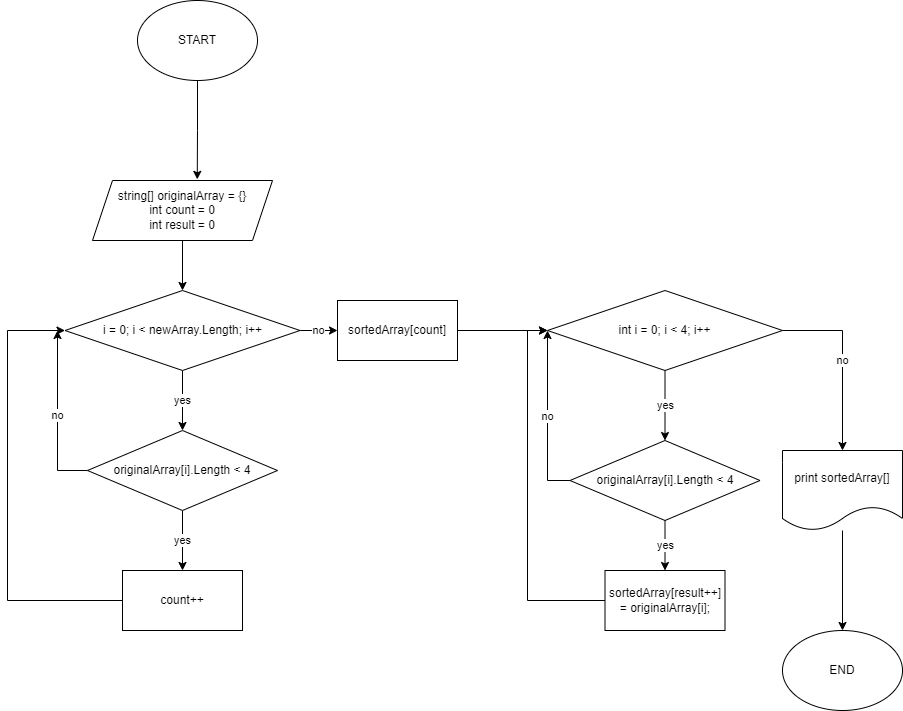 START
string[] originalArray = {}
int count = 0
int result = 0
i = 0; i < newArray.Length; i++
no
sortedArray[count]
int i = 0; i < 4; i++
no
yes
no
yes
no
originalArray[i].Length < 4
originalArray[i].Length < 4
print sortedArray[]
yes
yes
count++
sortedArray[result++]
= originalArray[i];
END